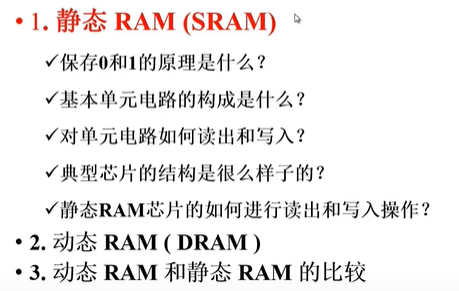 • 1. 静态 RAM (SRAM)
✓保存0和1的原理是什么？
✓基本单元电路的构成是什么？
✓对单元电路如何读出和写入？
✓典型芯片的结构是很么样子的？
✓静态RAM芯片的如何进行读出和写入操作？
• 2. 动态 RAM ( DRAM )
• 3. 动态 RAM 和静态 RAM 的比较